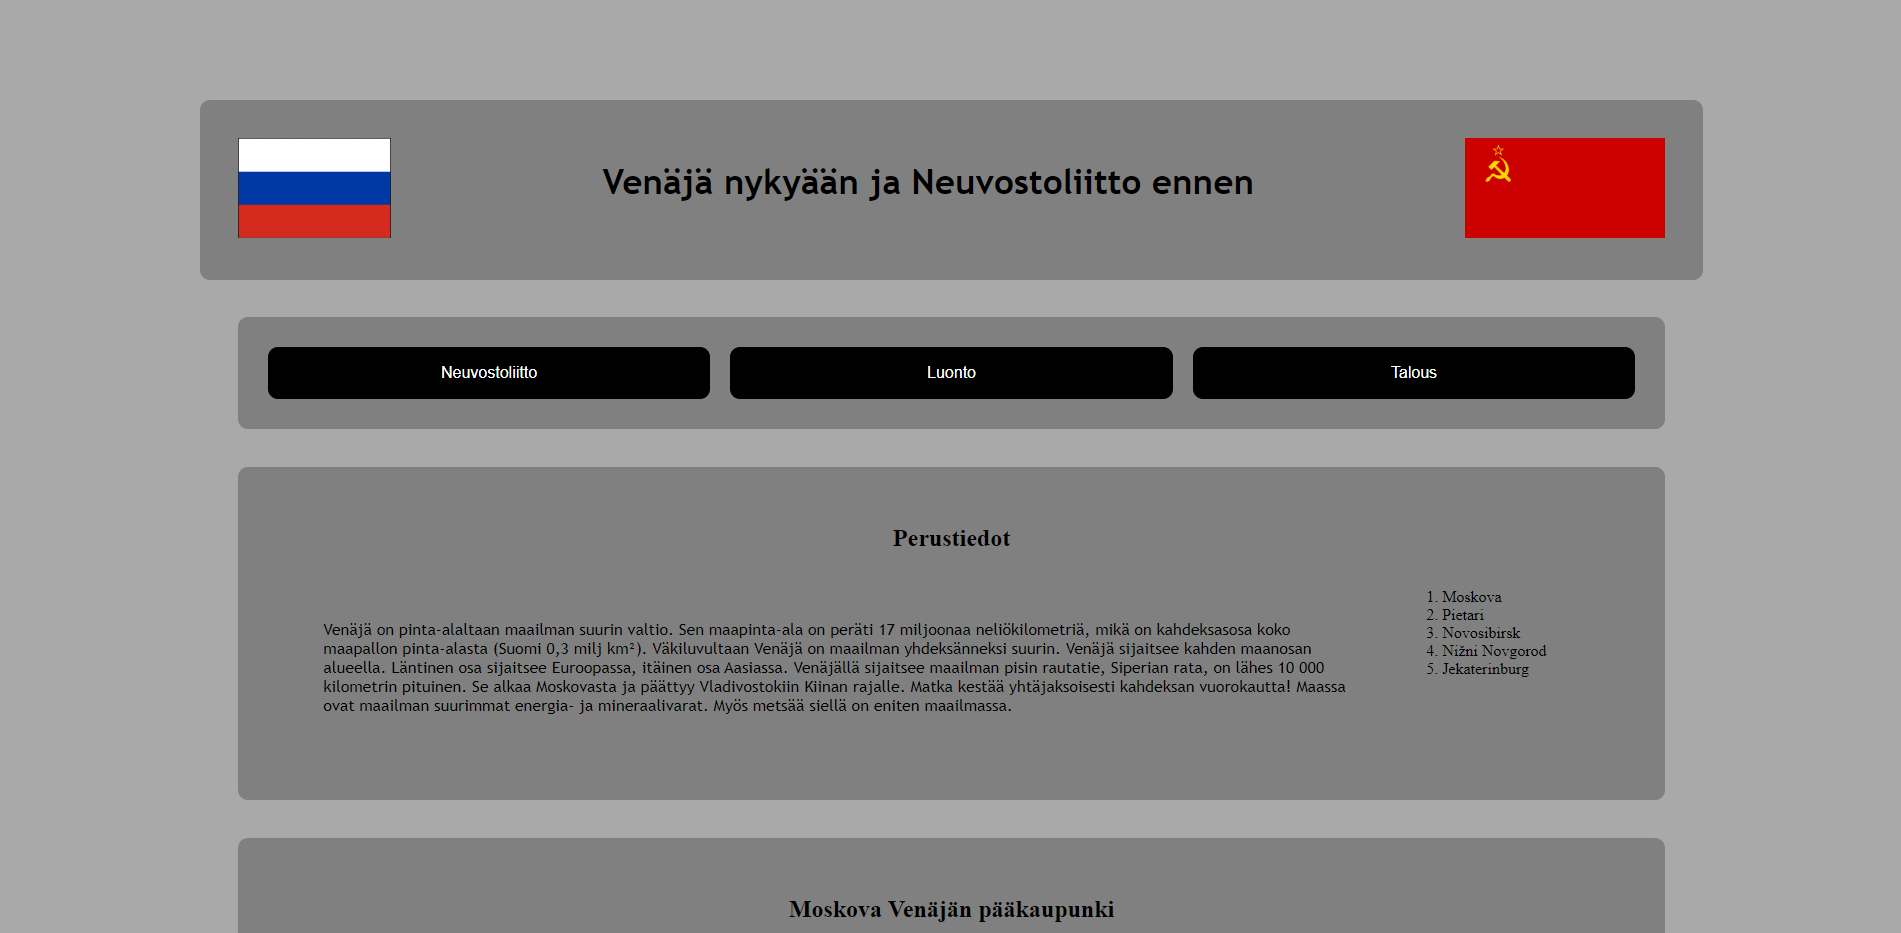 Venäjä nykyään ja Neuvostoliitto ennen
Neuvostoliitto
Luonto
Talous
Perustiedot
Venäjä on pinta-alaltaan maailman suurin valtio. Sen maapinta-ala on peräti 17 miljoonaa neliökilometriä, mikä on kahdeksasosa koko
maapallon pinta-alasta (Suomi 0,3 milj km²). Väkiluvultaan Venäjä on maailman yhdeksänneksi suurin. Venäjä sijaitsee kahden maanosan
alueella. Läntinen osa sijaitsee Euroopassa, itäinen osa Aasiassa. Venäjällä sijaitsee maailman pisin rautatie, Siperian rata, on lähes 10 000
kilometrin pituinen. Se alkaa Moskovasta ja päättyy Vladivostokiin Kiinan rajalle. Matka kestää yhtäjaksoisesti kahdeksan vuorokautta! Maassa
ovat maailman suurimmat energia- ja mineraalivarat. Myös metsää siellä on eniten maailmassa.
1. Moskova
2. Pietari
3. Novosibirsk
4. Nižni Novgorod
5. Jekaterinburg
Moskova Venäjän pääkaupunki